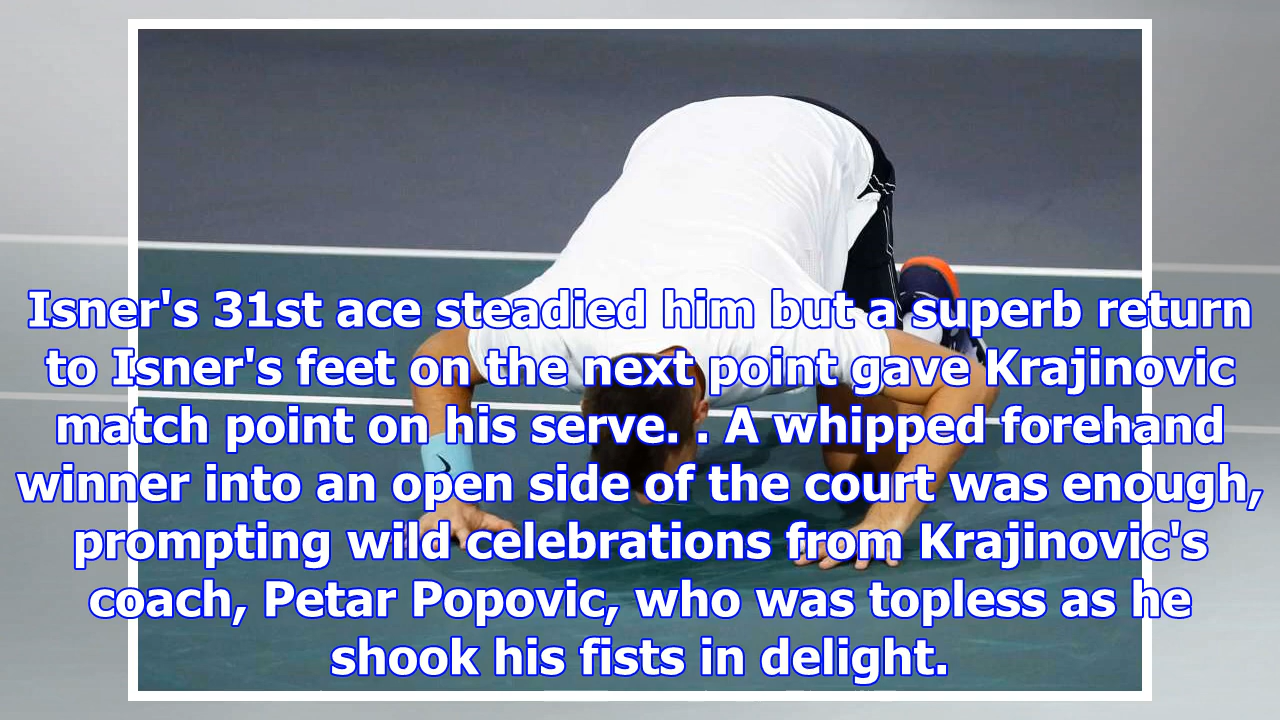 Isner's 31st ace steadied him but a superb return
to Isner's feet on the next point gave Krajinovic
match point on his serve. . A whipped forehand
winner into an open side of the court was enough,
prompting wild celebrations from Krajinovic's
coach, Petar Popovic, who was topless as he
shook his fists in delight.